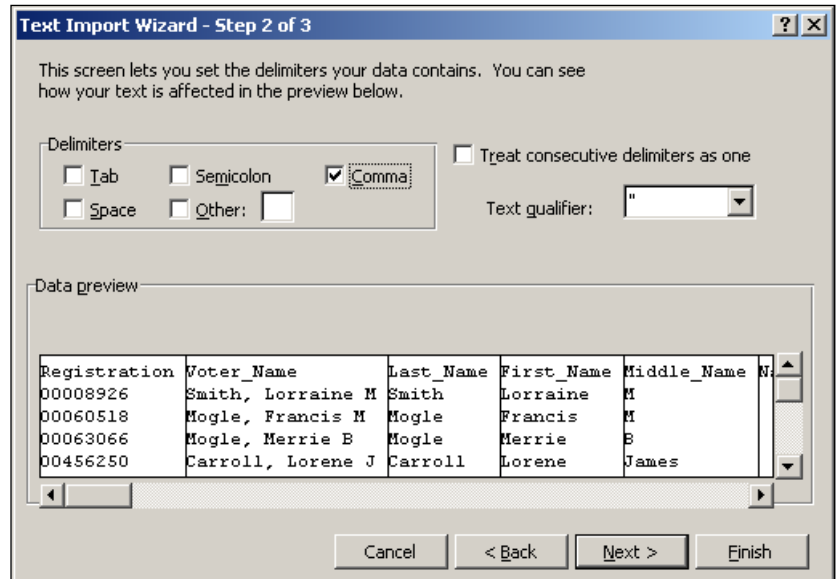 Text Import Wizard - Step 2 of 3
This screen lets you set the delimiters your data contains. You can see
how your text is affected in the preview below.
Delimiters
Tab Semicolon Comma
Space Other:
Treat consecutive delimiters as one
Text qualifier: "
Data preview
Registration Voter_Name Last_Name First_Name Middle_Name Na
00008926 Smith, Lorraine M Smith Lorraine M
00060518 Mogle, Francis M Mogle Francis M
00063066 Mogle, Merrie B Mogle Merrie B
00456250 Carroll, Lorene J Carroll Lorene James
Cancel < Back Next > Finish